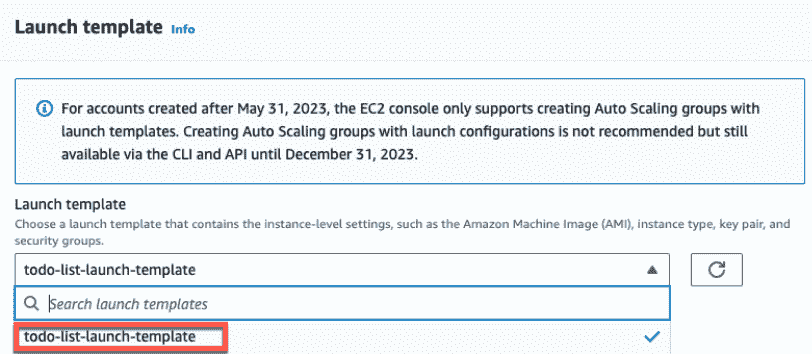 Launch template Info
For accounts created after May 31, 2023, the EC2 console only supports creating Auto Scaling groups with
launch templates. Creating Auto Scaling groups with launch configurations is not recommended but still
available via the CLI and API until December 31, 2023.
Launch template
Choose a launch template that contains the instance-level settings, such as the Amazon Machine Image (AMI), instance type, key pair, and
security groups.
todo-list-launch-template
Search launch templates
todo-list-launch-template